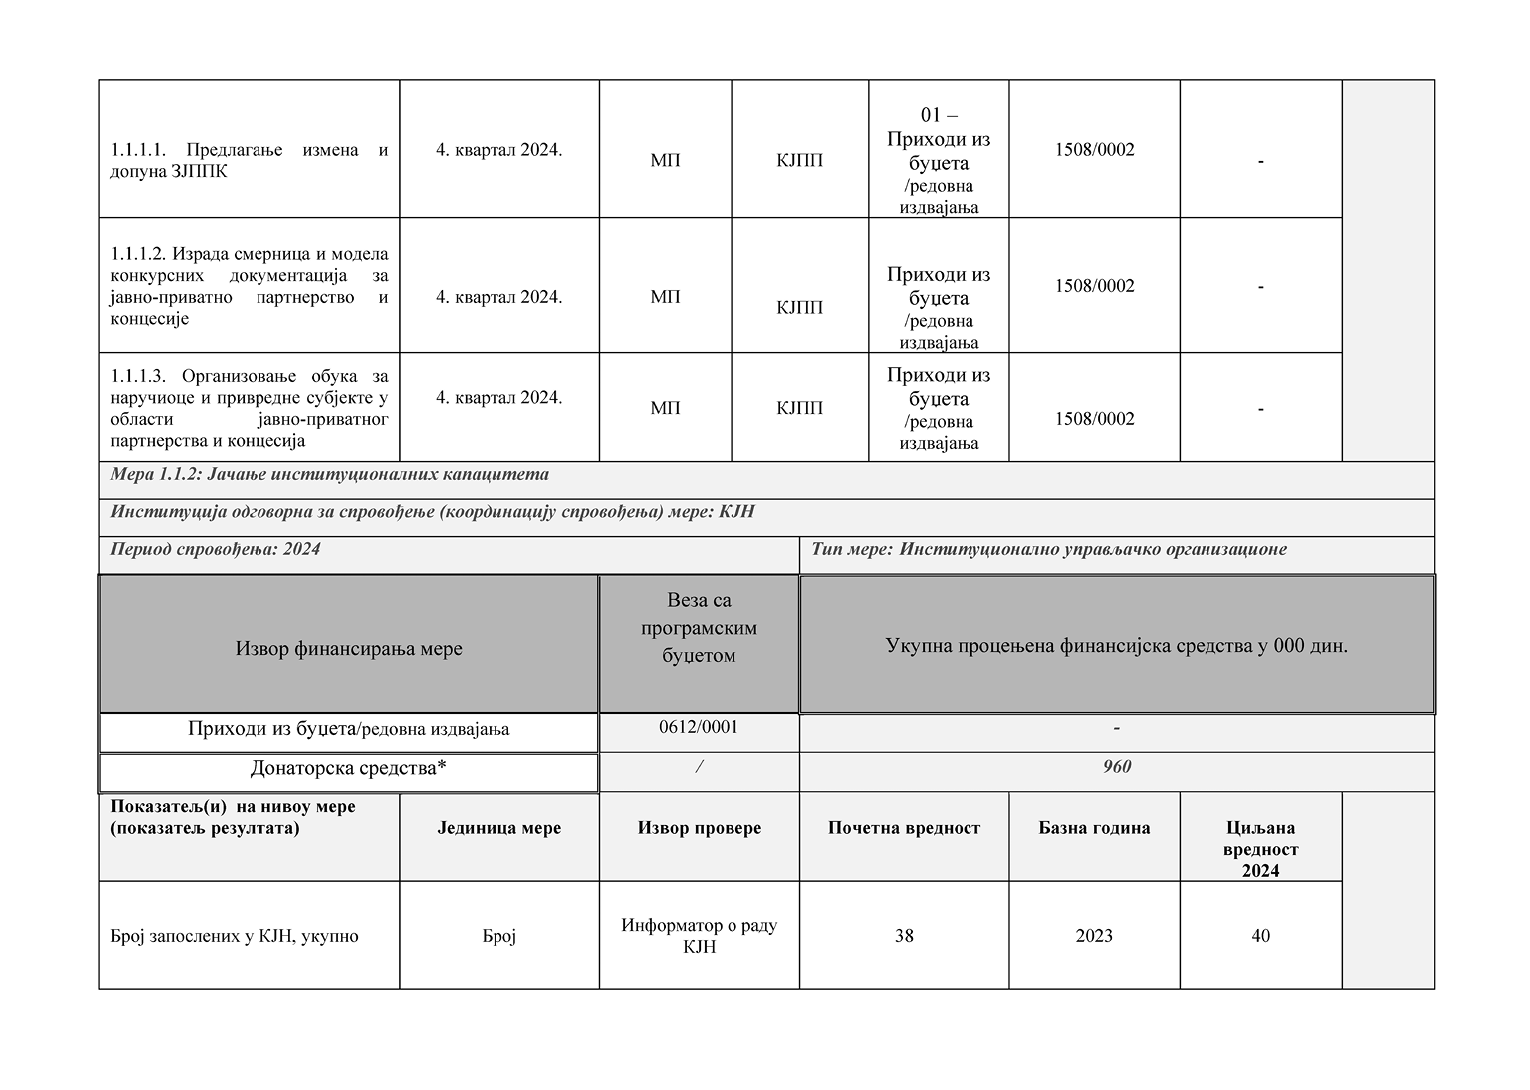 1.1.1.1. Предлагање измена и
допуна ЗЈППК
4. квартал 2024.
МП
КЈПП
01 –
Приходи из
буџета
/редовна
издвајања
1508/0002
-
1.1.1.2. Израда смерница и модела
конкурсних документација за
јавно-приватно партнерство и
концесије
4. квартал 2024.
МП
КЈПП
Приходи из
буџета
/редовна
издвајања
1508/0002
-
1.1.1.3. Организовање обука за
наручиоце и привредне субјекте у
области јавно-приватног
партнерства и концесија
4. квартал 2024.
МП
КЈПП
Приходи из
буџета
/редовна
издвајања
1508/0002
-
Мера 1.1.2: Јачање институционалних капацитета
Институција одговорна за спровођење (координацију спровођења) мере: КЈН
Период спровођења: 2024
Тип мере: Институционално управљачко организационе
Извор финансирања мере
Веза са
програмским
буџетом
Укупна процењена финансијска средства у 000 дин.
Приходи из буџета/редовна издвајања
0612/0001
-
Донаторска средства*
/
960
Показатељ(и) на нивоу мере
(показатељ резултата)
Јединица мере
Извор провере
Почетна вредност
Базна година
Циљана
вредност
2024
Број запослених у КЈН, укупно
Број
Информатор о раду
КЈН
38
2023
40